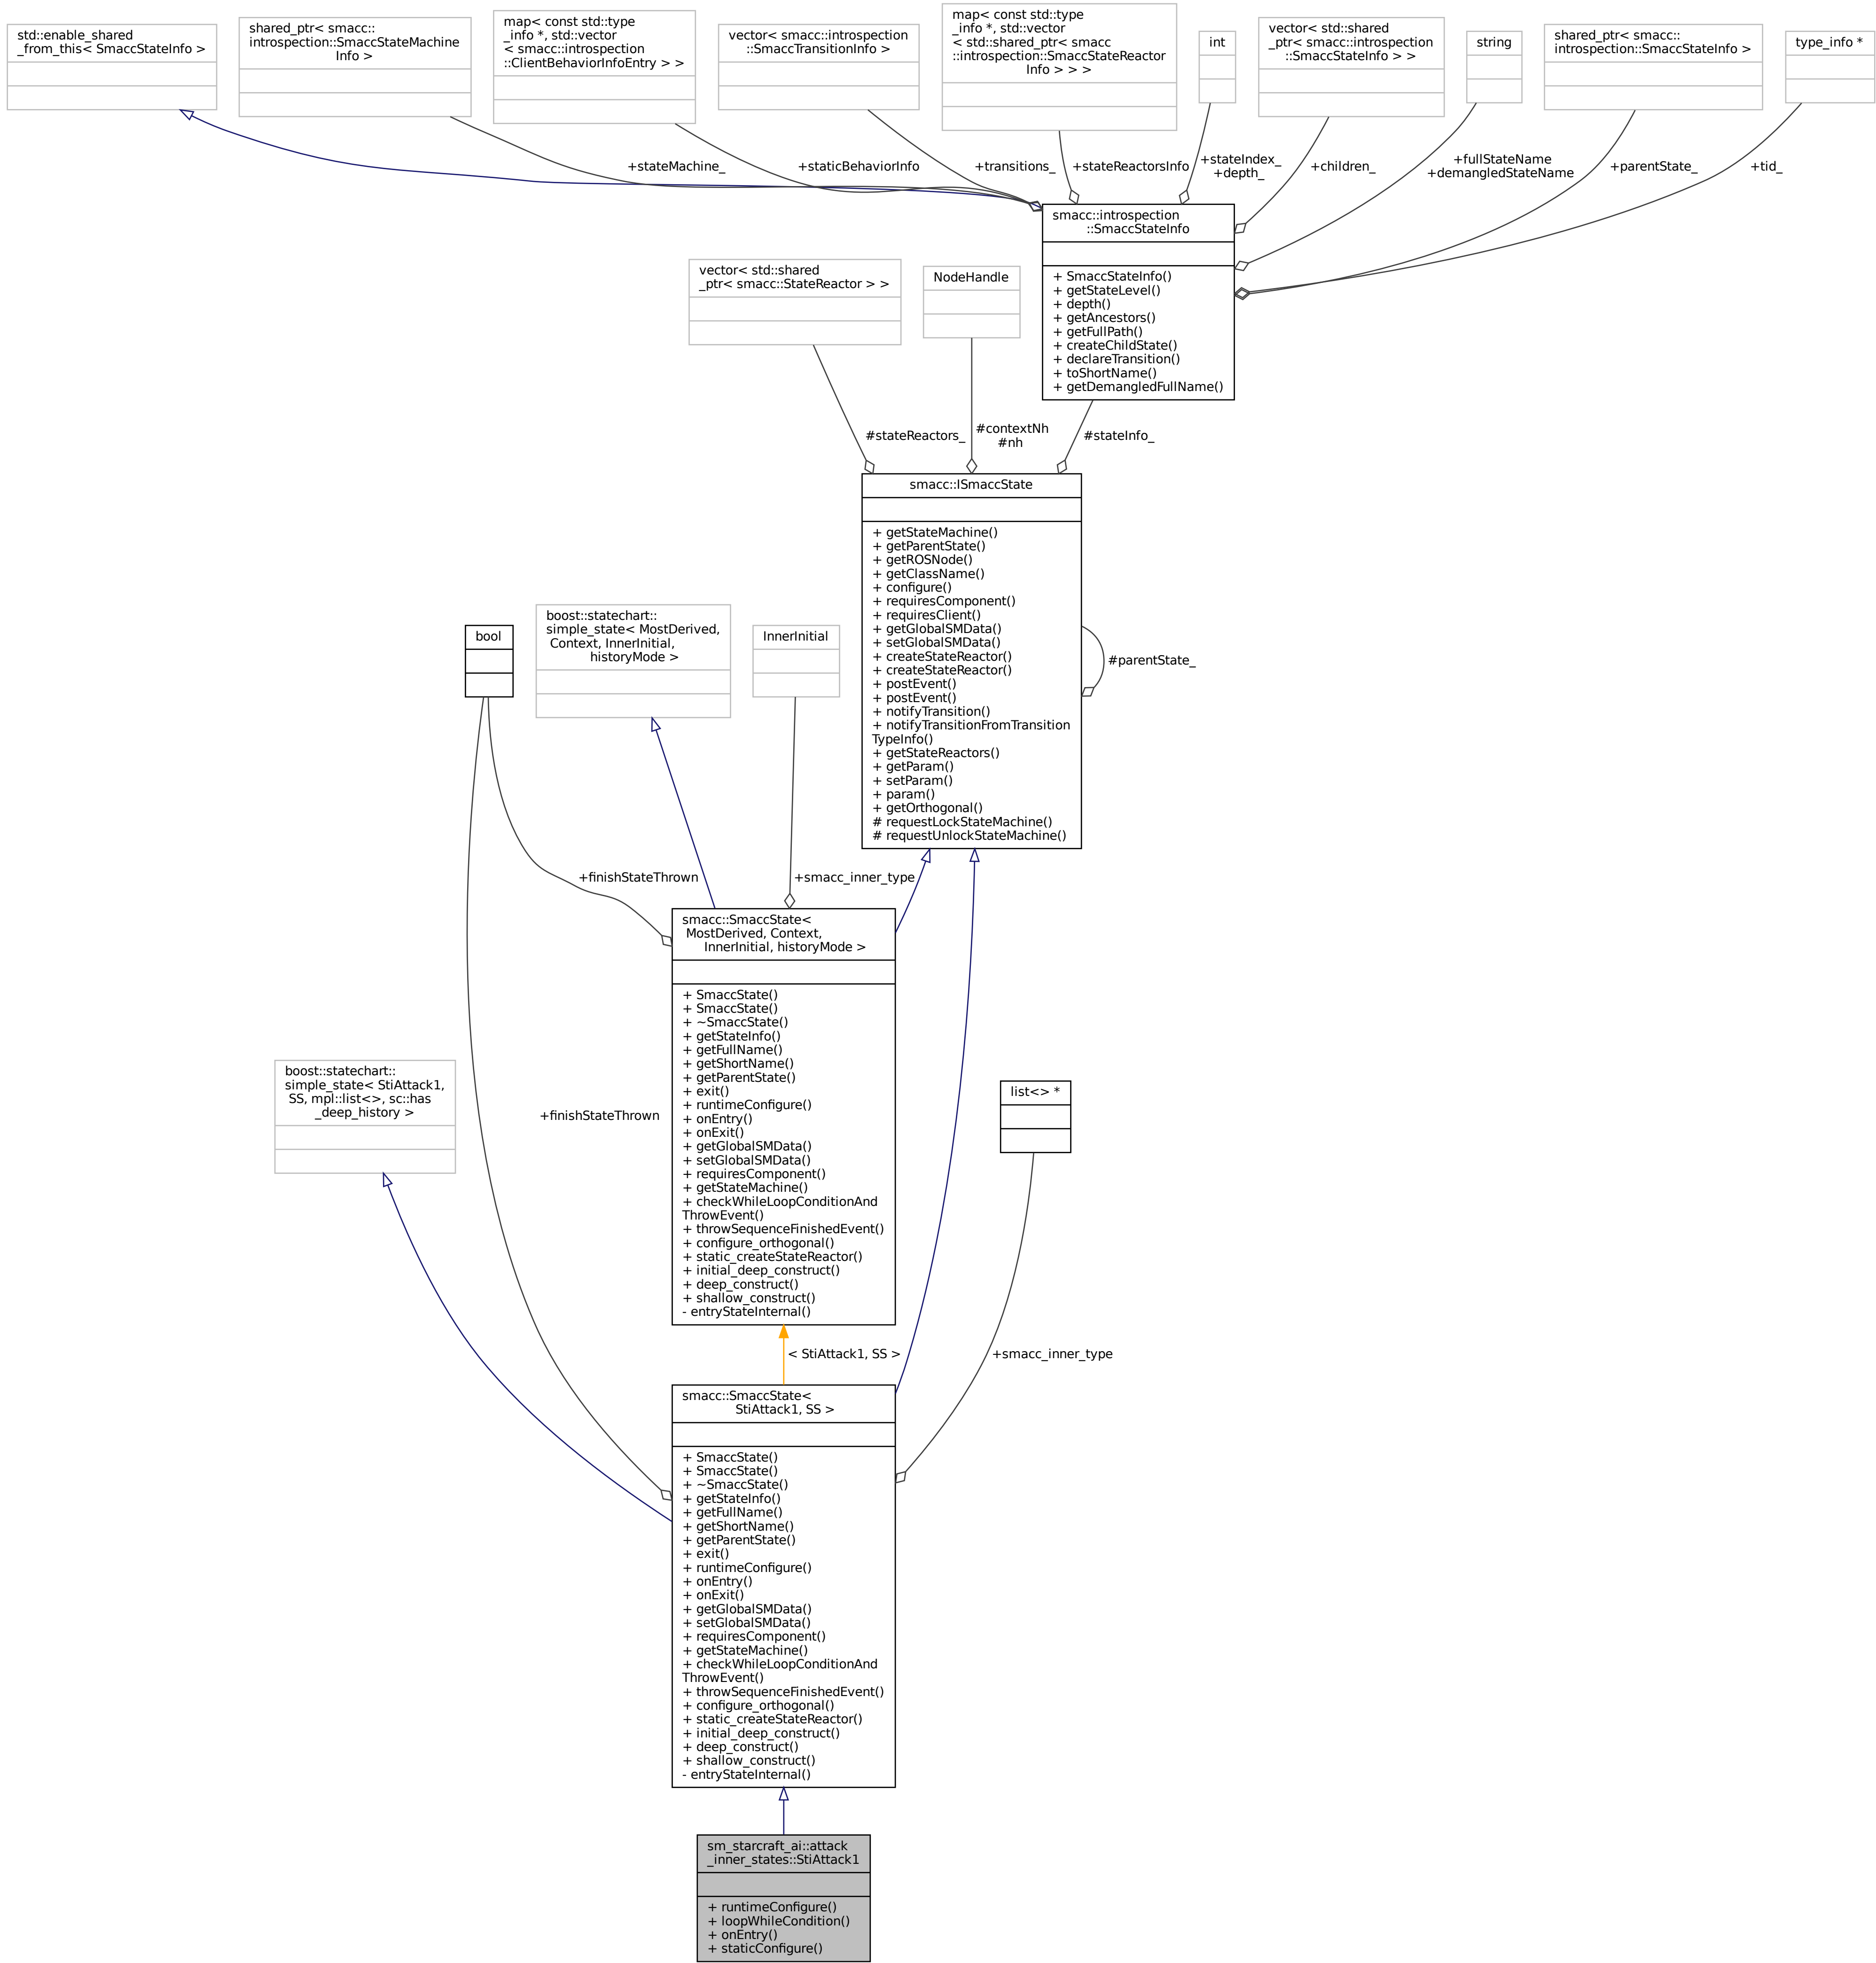 std::enable_shared
_from_this< SmaccStateInfo >
shared_ptr< smacc::
introspection::SmaccStateMachine
Info >
map< const std::type
_info *, std::vector
< smacc::introspection
::ClientBehaviorInfoEntry > >
vector< smacc::introspection
::SmaccTransitionInfo >
map< const std::type
_info *, std::vector
< std::shared_ptr< smacc
::introspection::SmaccStateReactor
Info > > >
int
vector< std::shared
_ptr< smacc::introspection
::SmaccStateInfo > >
string
shared_ptr< smacc::
introspection::SmaccStateInfo >
type_info *
+stateMachine_
+staticBehaviorInfo
+transitions_
+stateReactorsInfo
+stateIndex_
+depth_
+children_
+fullStateName
+demangledStateName
+parentState_
+tid_
smacc::introspection
::SmaccStateInfo
+ SmaccStateInfo()
+ getStateLevel()
+ depth()
+ getAncestors()
+ getFullPath()
+ createChildState()
+ declareTransition()
+ toShortName()
+ getDemangledFullName()
vector< std::shared
_ptr< smacc::StateReactor > >
NodeHandle
#stateReactors_
#contextNh
#nh
#stateInfo_
smacc::ISmaccState
+ getStateMachine()
+ getParentState()
+ getROSNode()
+ getClassName()
+ configure()
+ requiresComponent()
+ requiresClient()
+ getGlobalSMData()
+ setGlobalSMData()
+ createStateReactor()
+ createStateReactor()
+ postEvent()
+ postEvent()
+ notifyTransition()
+ notifyTransitionFromTransition
TypeInfo()
+ getStateReactors()
+ getParam()
+ setParam()
+ param()
+ getOrthogonal()
# requestLockStateMachine()
# requestUnlockStateMachine()
#parentState_
bool
boost::statechart::
simple_state< MostDerived,
Context, InnerInitial,
historyMode >
InnerInitial
+finishStateThrown
+smacc_inner_type
smacc::SmaccState<
MostDerived, Context,
InnerInitial, historyMode >
+ SmaccState()
+ SmaccState()
+ ~SmaccState()
+ getStateInfo()
+ getFullName()
+ getShortName()
+ getParentState()
+ exit()
+ runtimeConfigure()
+ onEntry()
+ onExit()
+ getGlobalSMData()
+ setGlobalSMData()
+ requiresComponent()
+ getStateMachine()
+ checkWhileLoopConditionAnd
ThrowEvent()
+ throwSequenceFinishedEvent()
+ configure_orthogonal()
+ static_createStateReactor()
+ initial_deep_construct()
+ deep_construct()
+ shallow_construct()
- entryStateInternal()
boost::statechart::
simple_state< StiAttack1,
SS, mpl::list<>, sc::has
_deep_history >
+finishStateThrown
list<> *
< StiAttack1, SS >
+smacc_inner_type
smacc::SmaccState<
StiAttack1, SS >
+ SmaccState()
+ SmaccState()
+ ~SmaccState()
+ getStateInfo()
+ getFullName()
+ getShortName()
+ getParentState()
+ exit()
+ runtimeConfigure()
+ onEntry()
+ onExit()
+ getGlobalSMData()
+ setGlobalSMData()
+ requiresComponent()
+ getStateMachine()
+ checkWhileLoopConditionAnd
ThrowEvent()
+ throwSequenceFinishedEvent()
+ configure_orthogonal()
+ static_createStateReactor()
+ initial_deep_construct()
+ deep_construct()
+ shallow_construct()
- entryStateInternal()
sm_starcraft_ai::attack
_inner_states::StiAttack1
+ runtimeConfigure()
+ loopWhileCondition()
+ onEntry()
+ staticConfigure()